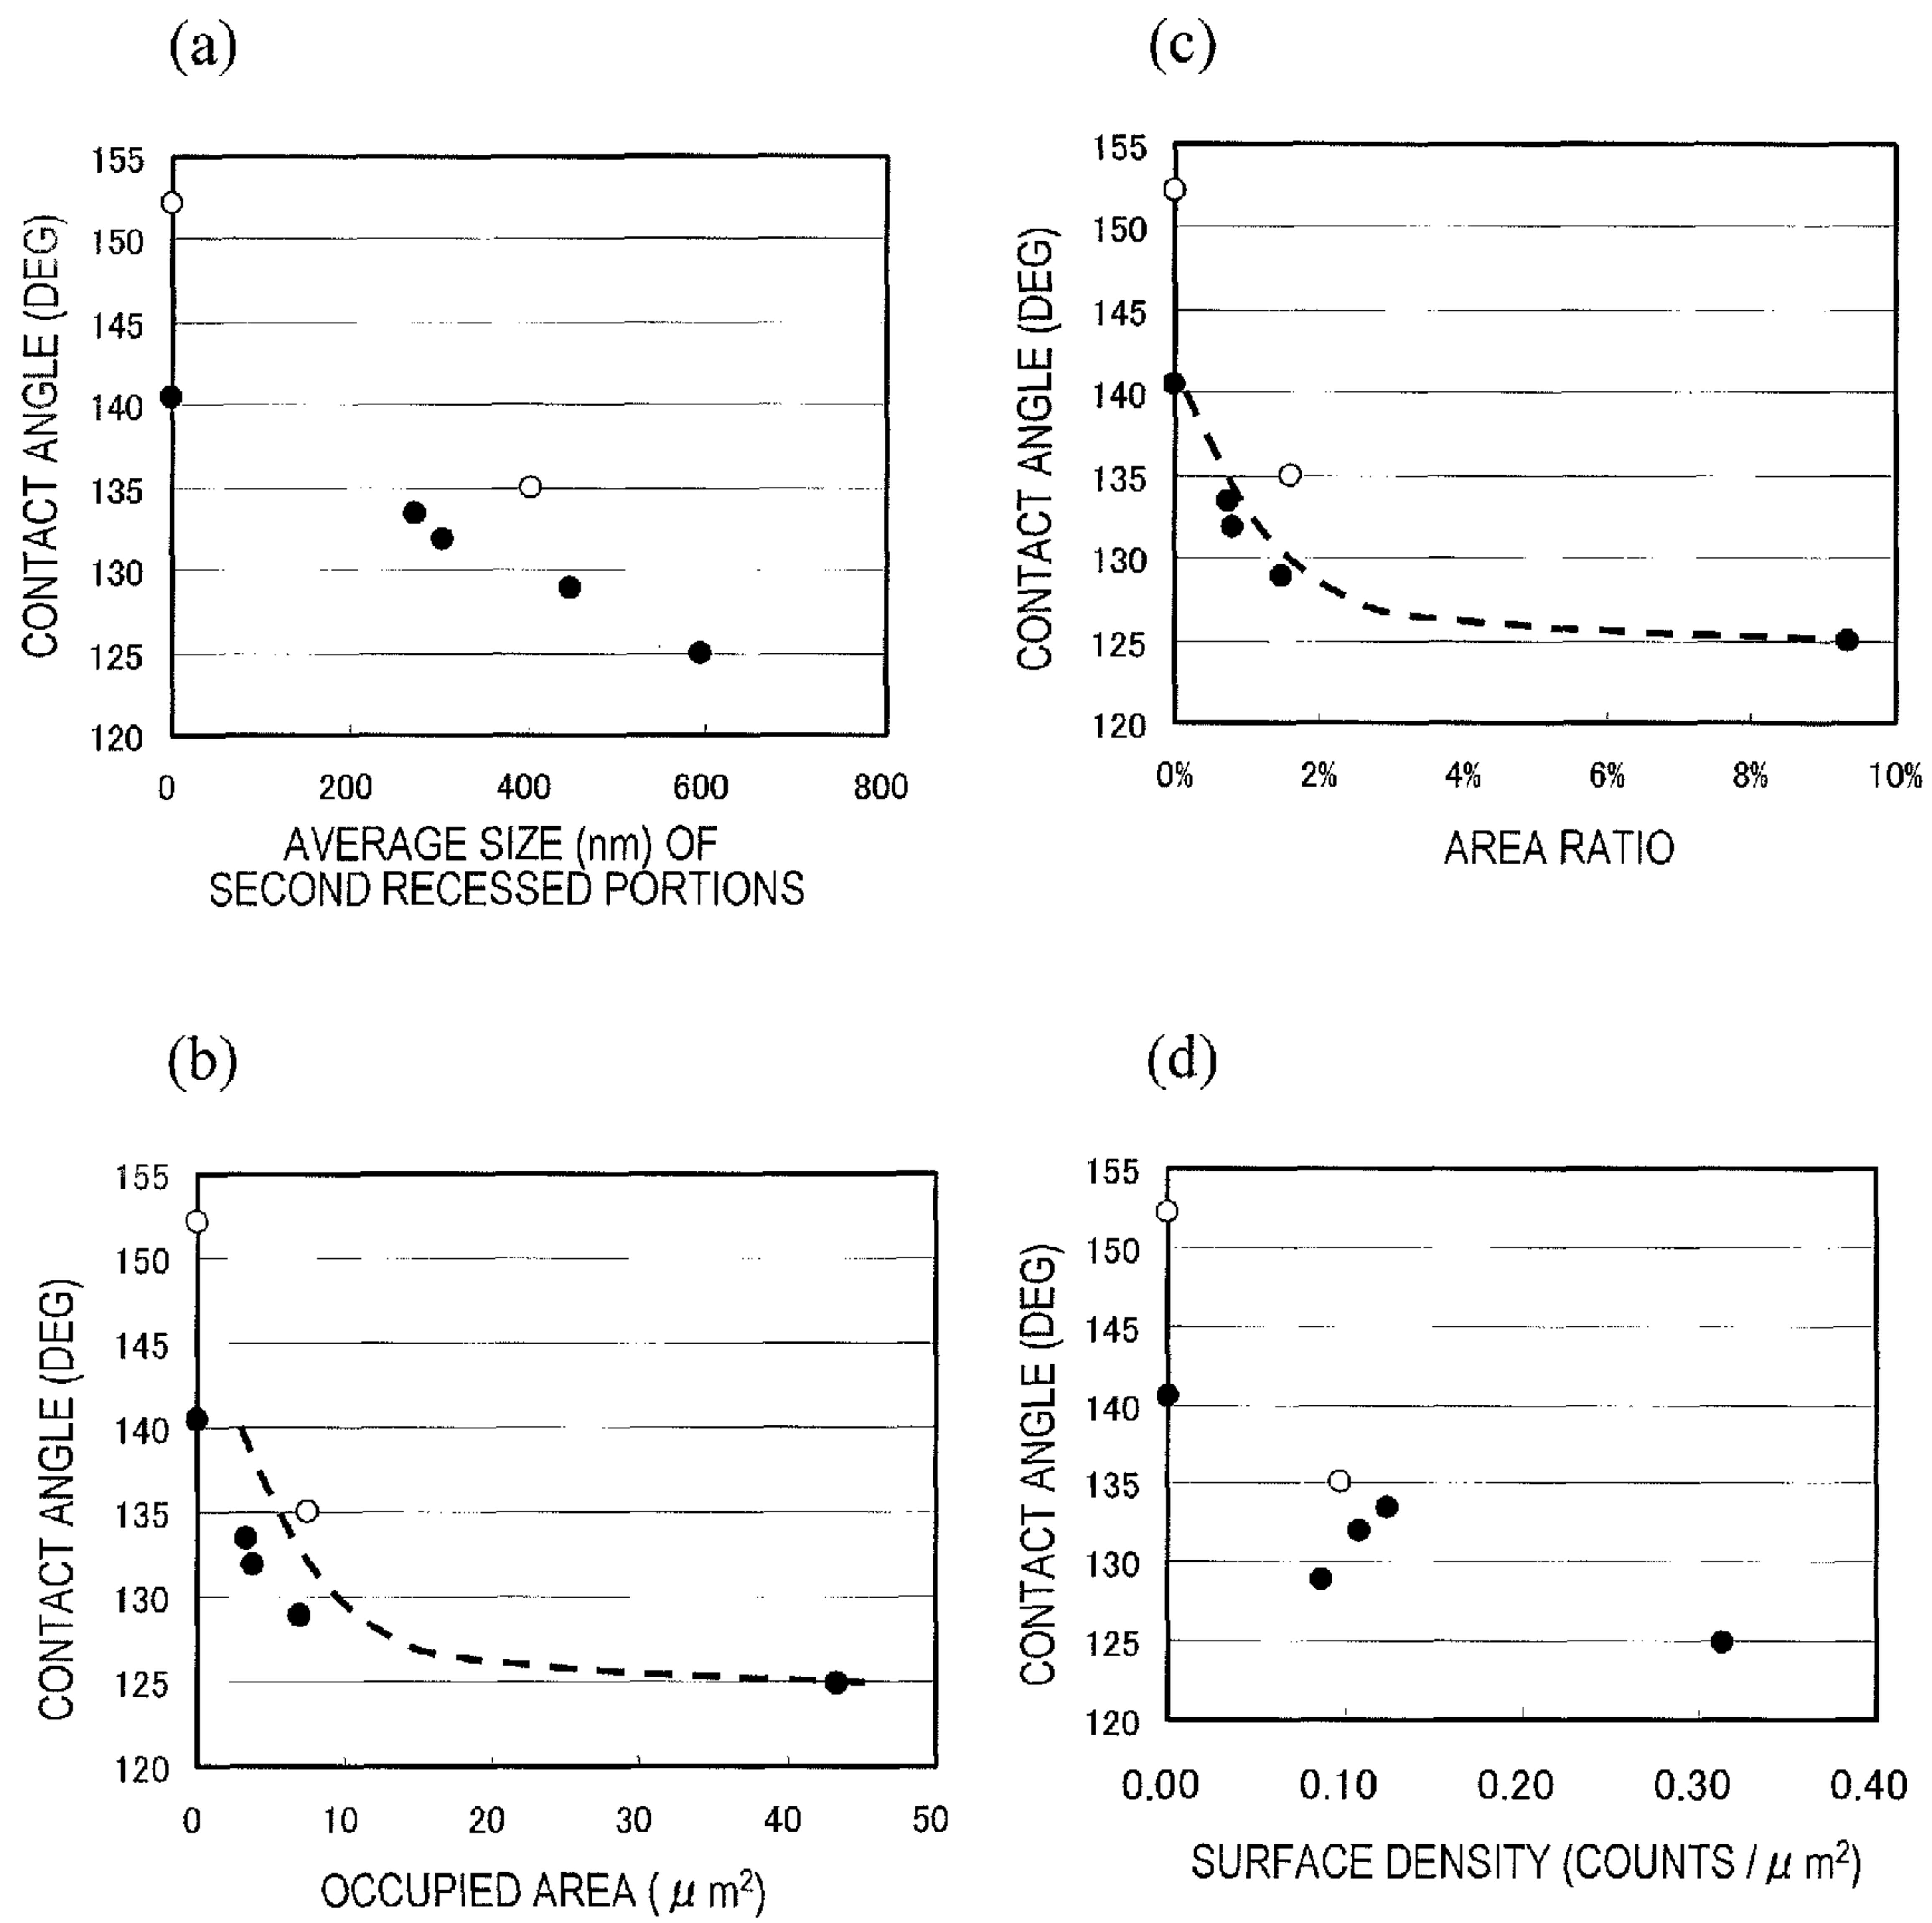 (a)
155
150
145
140
135
130
125
120
CONTACT ANGLE (DEG)
0 200 400 600 800
AVERAGE SIZE (nm) OF
SECOND RECESSED PORTIONS
(c)
155
150
145
140
135
130
125
120
CONTACT ANGLE (DEG)
0% 2% 4% 6% 8% 10%
AREA RATIO
(b)
155
150
145
140
135
130
125
120
CONTACT ANGLE (DEG)
0 10 20 30 40 50
OCCUPIED AREA ( μ m²)
(d)
155
150
145
140
135
130
125
120
CONTACT ANGLE (DEG)
0.00 0.10 0.20 0.30 0.40
SURFACE DENSITY (COUNTS / μ m²)